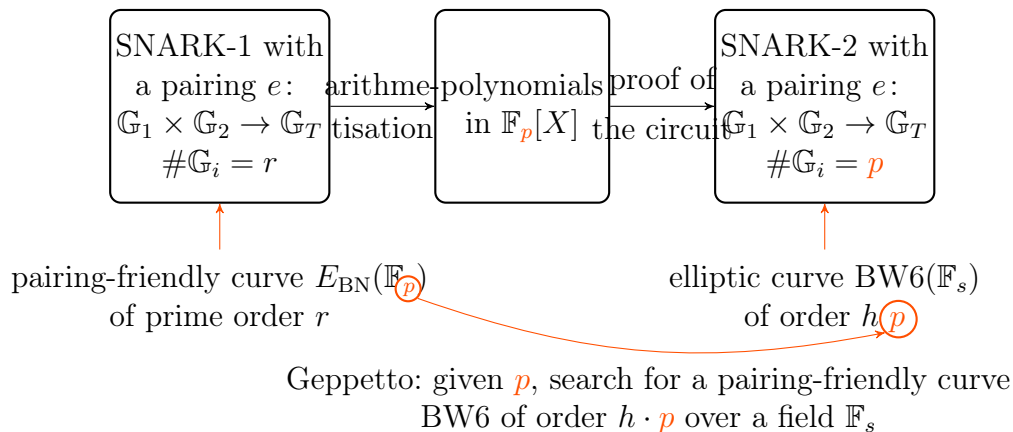 SNARK-1 with
a pairing e:
𝔾₁ × 𝔾₂ → 𝔾_T
#𝔾ᵢ = r
arithme-
tisation
polynomials
in 𝔽ₚ[X]
proof of
the circuit
SNARK-2 with
a pairing e:
𝔾₁ × 𝔾₂ → 𝔾_T
#𝔾ᵢ = p
pairing-friendly curve E_BN(𝔽ₚ)
of prime order r
elliptic curve BW6(𝔽ₛ)
of order h p
Geppetto: given p, search for a pairing-friendly curve
BW6 of order h · p over a field 𝔽ₛ